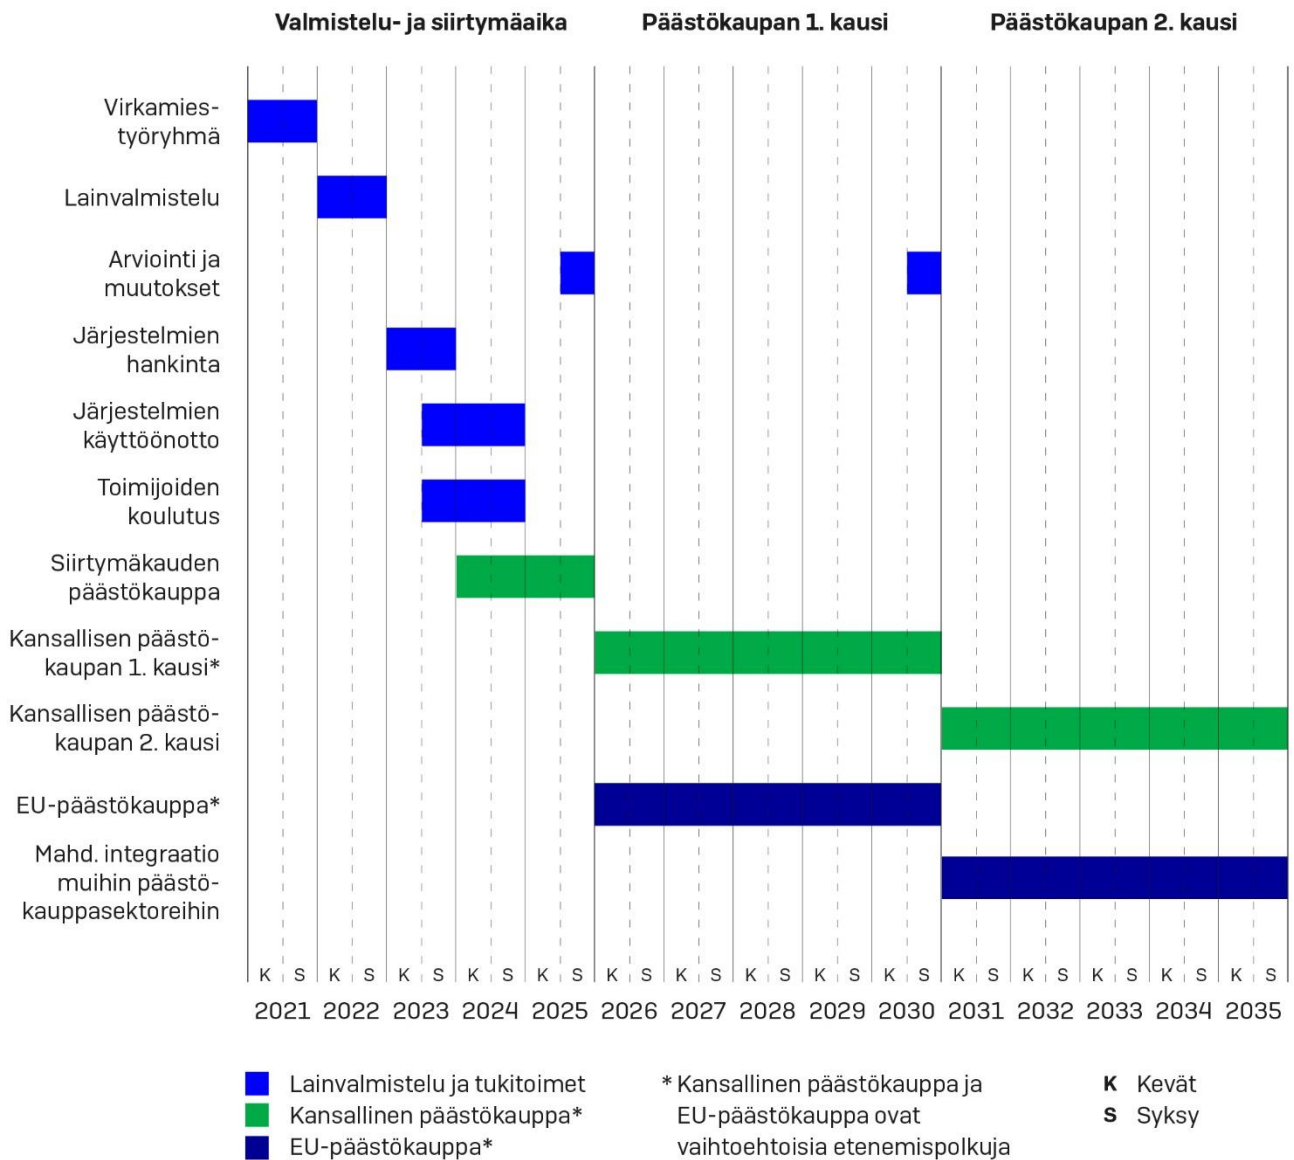 Valmistelu- ja siirtymäaika
Päästökaupan 1. kausi
Päästökaupan 2. kausi
Virkamies-
työryhmä
Lainvalmistelu
Arviointi ja
muutokset
Järjestelmien
hankinta
Järjestelmien
käyttöönotto
Toimijoiden
koulutus
Siirtymäkauden
päästökauppa
Kansallisen päästö-
kaupan 1. kausi*
Kansallisen päästö-
kaupan 2. kausi
EU-päästökauppa*
Mahd. integraatio
muihin päästö-
kauppasektoreihin
K S K S K S K S K S K S K S K S K S K S K S K S K S K S K S
2021 2022 2023 2024 2025 2026 2027 2028 2029 2030 2031 2032 2033 2034 2035
Lainvalmistelu ja tukitoimet
Kansallinen päästökauppa*
EU-päästökauppa*
* Kansallinen päästökauppa ja
EU-päästökauppa ovat
vaihtoehtoisia etenemispolkuja
K Kevät
S Syksy